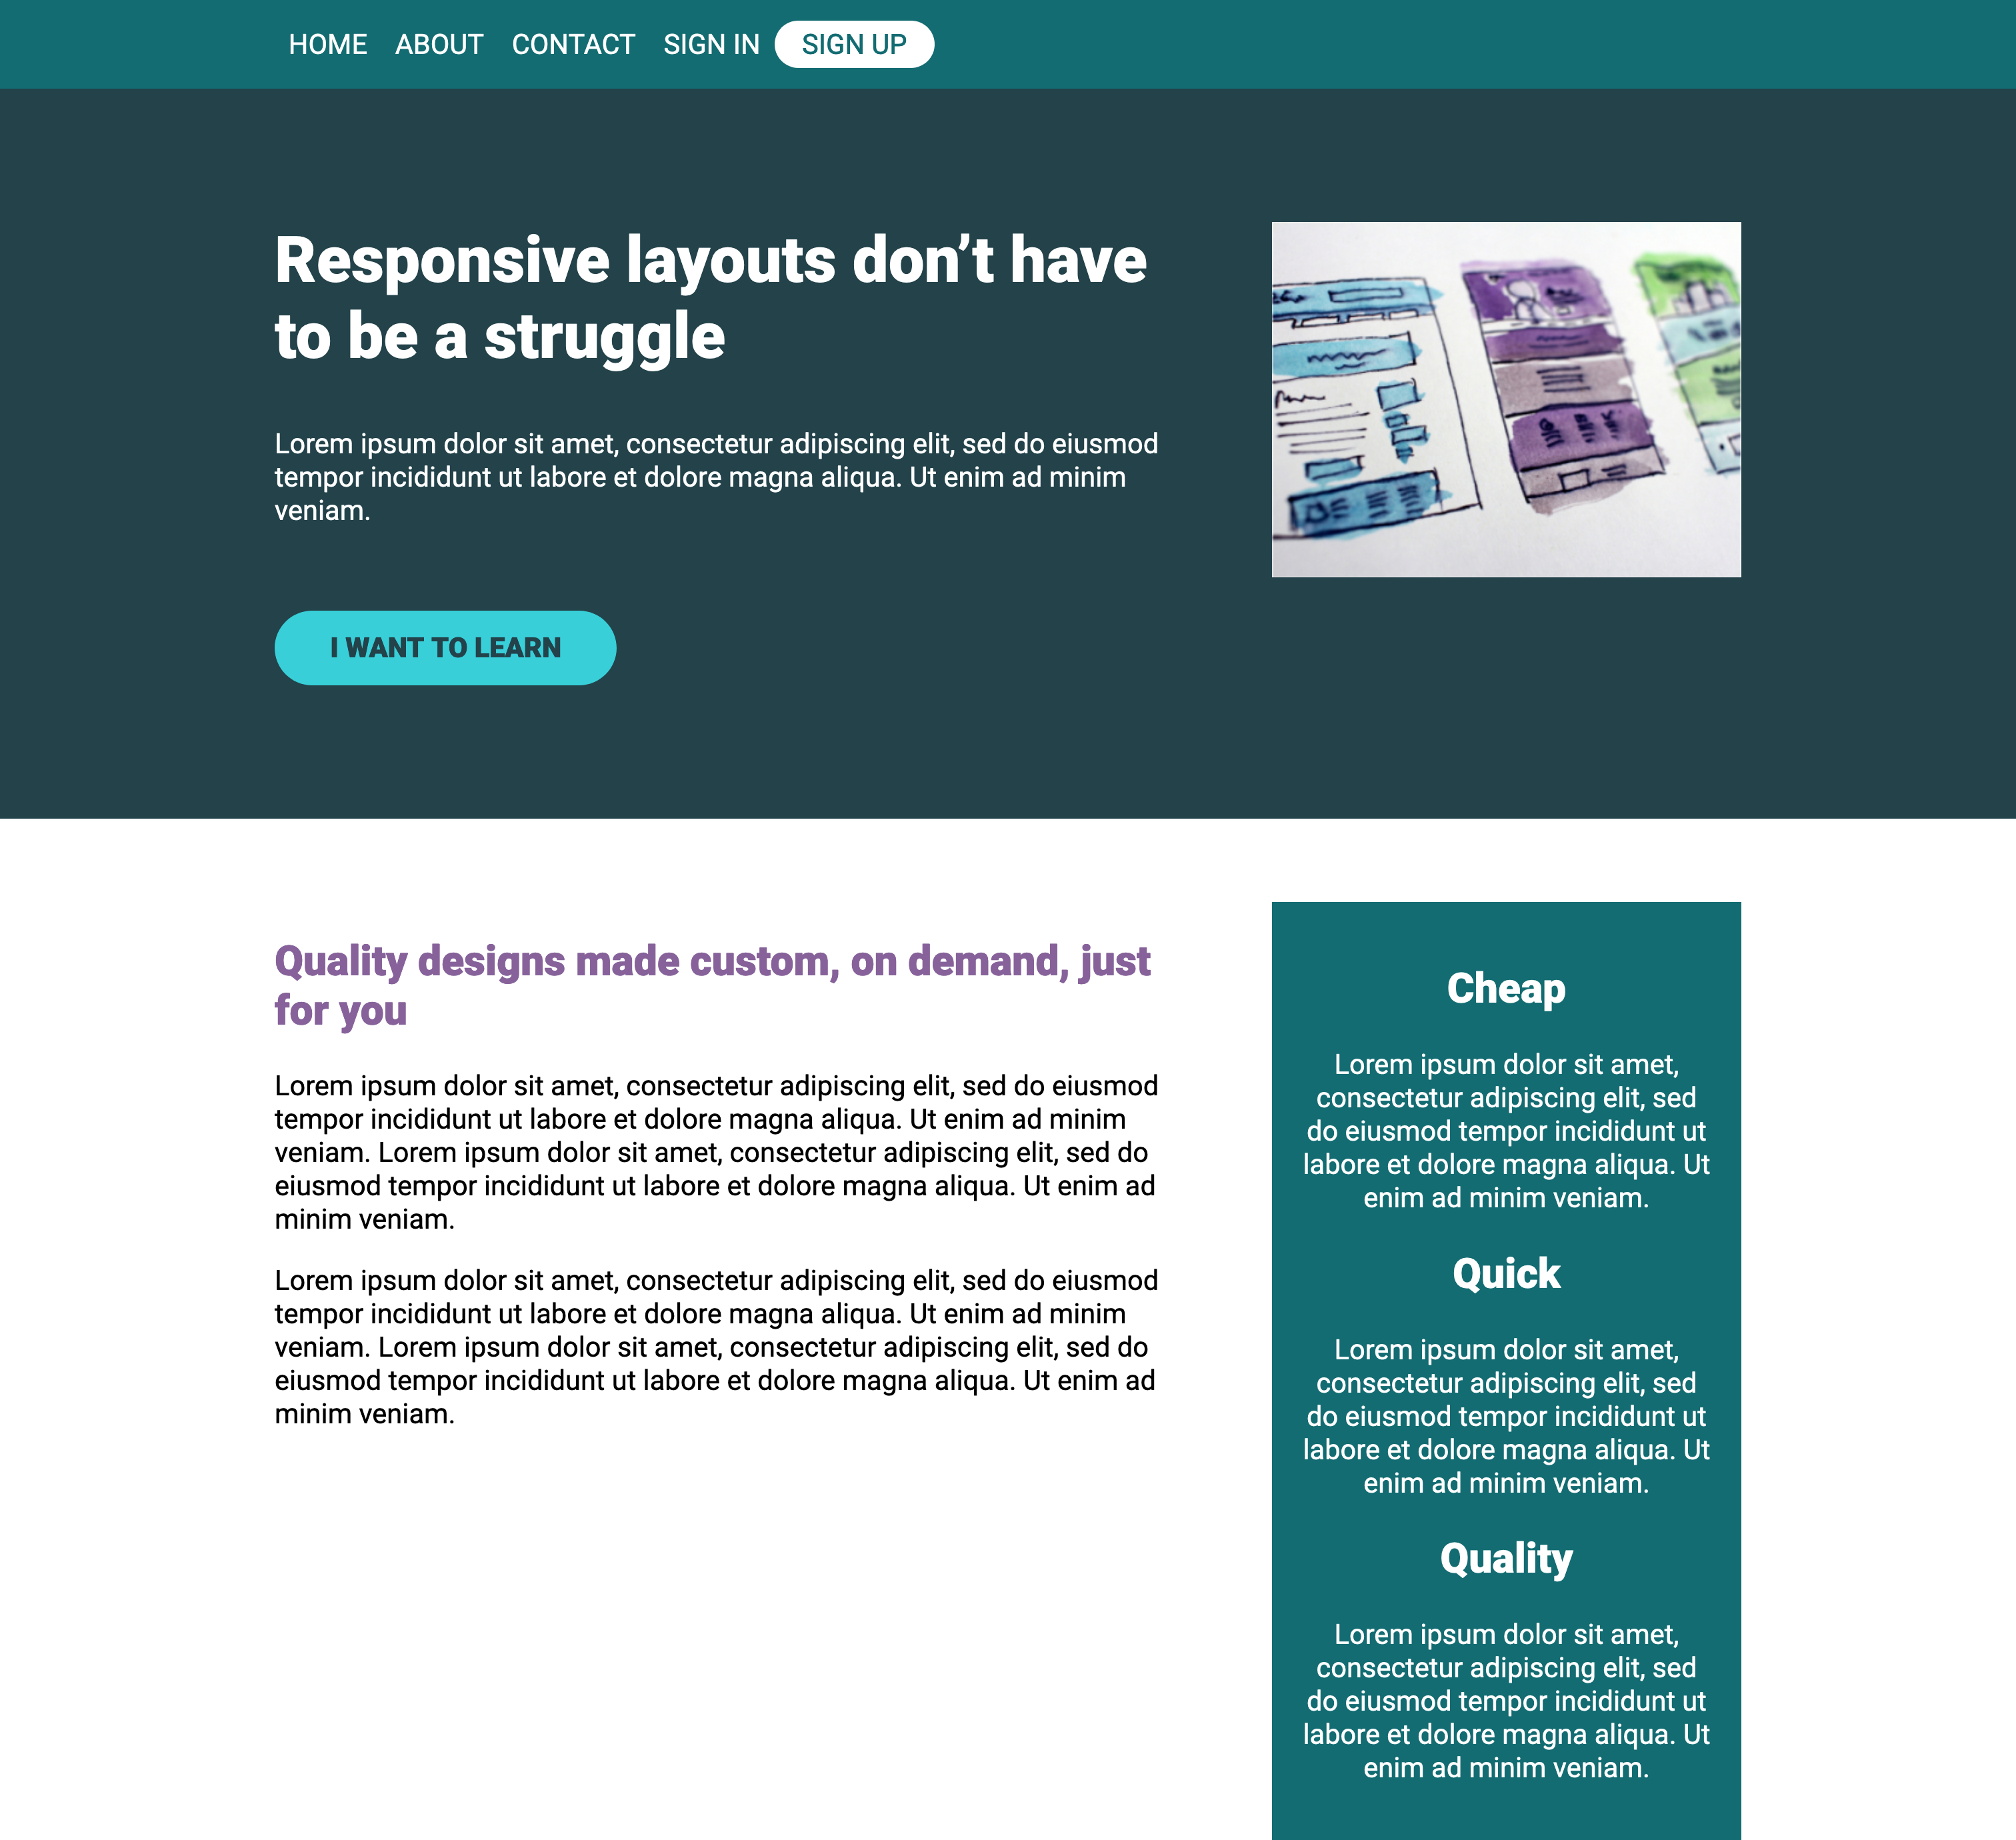 HOME ABOUT CONTACT SIGN IN SIGN UP
Responsive layouts don’t have
to be a struggle
Lorem ipsum dolor sit amet, consectetur adipiscing elit, sed do eiusmod
tempor incididunt ut labore et dolore magna aliqua. Ut enim ad minim
veniam.
I WANT TO LEARN
Quality designs made custom, on demand, just
for you
Lorem ipsum dolor sit amet, consectetur adipiscing elit, sed do eiusmod
tempor incididunt ut labore et dolore magna aliqua. Ut enim ad minim
veniam. Lorem ipsum dolor sit amet, consectetur adipiscing elit, sed do
eiusmod tempor incididunt ut labore et dolore magna aliqua. Ut enim ad
minim veniam.
Lorem ipsum dolor sit amet, consectetur adipiscing elit, sed do eiusmod
tempor incididunt ut labore et dolore magna aliqua. Ut enim ad minim
veniam. Lorem ipsum dolor sit amet, consectetur adipiscing elit, sed do
eiusmod tempor incididunt ut labore et dolore magna aliqua. Ut enim ad
minim veniam.
Cheap
Lorem ipsum dolor sit amet,
consectetur adipiscing elit, sed
do eiusmod tempor incididunt ut
labore et dolore magna aliqua. Ut
enim ad minim veniam.
Quick
Lorem ipsum dolor sit amet,
consectetur adipiscing elit, sed
do eiusmod tempor incididunt ut
labore et dolore magna aliqua. Ut
enim ad minim veniam.
Quality
Lorem ipsum dolor sit amet,
consectetur adipiscing elit, sed
do eiusmod tempor incididunt ut
labore et dolore magna aliqua. Ut
enim ad minim veniam.